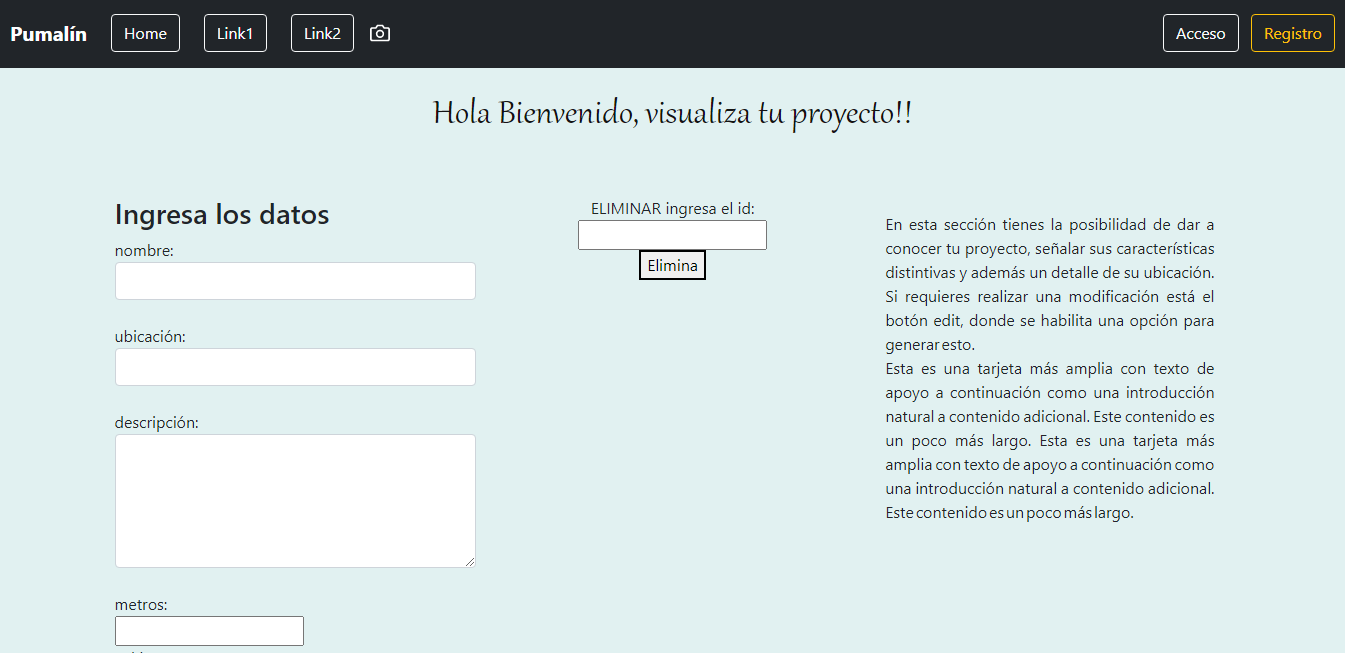 Pumalín Home Link1 Link2 Acceso Registro
Hola Bienvenido, visualiza tu proyecto!!
Ingresa los datos
nombre:
ubicación:
descripción:
metros:
ELIMINAR ingresa el id:
Elimina
En esta sección tienes la posibilidad de dar a
conocer tu proyecto, señalar sus características
distintivas y además un detalle de su ubicación.
Si requieres realizar una modificación está el
botón edit, donde se habilita una opción para
generar esto.
Esta es una tarjeta más amplia con texto de
apoyo a continuación como una introducción
natural a contenido adicional. Este contenido es
un poco más largo. Esta es una tarjeta más
amplia con texto de apoyo a continuación como
una introducción natural a contenido adicional.
Este contenido es un poco más largo.